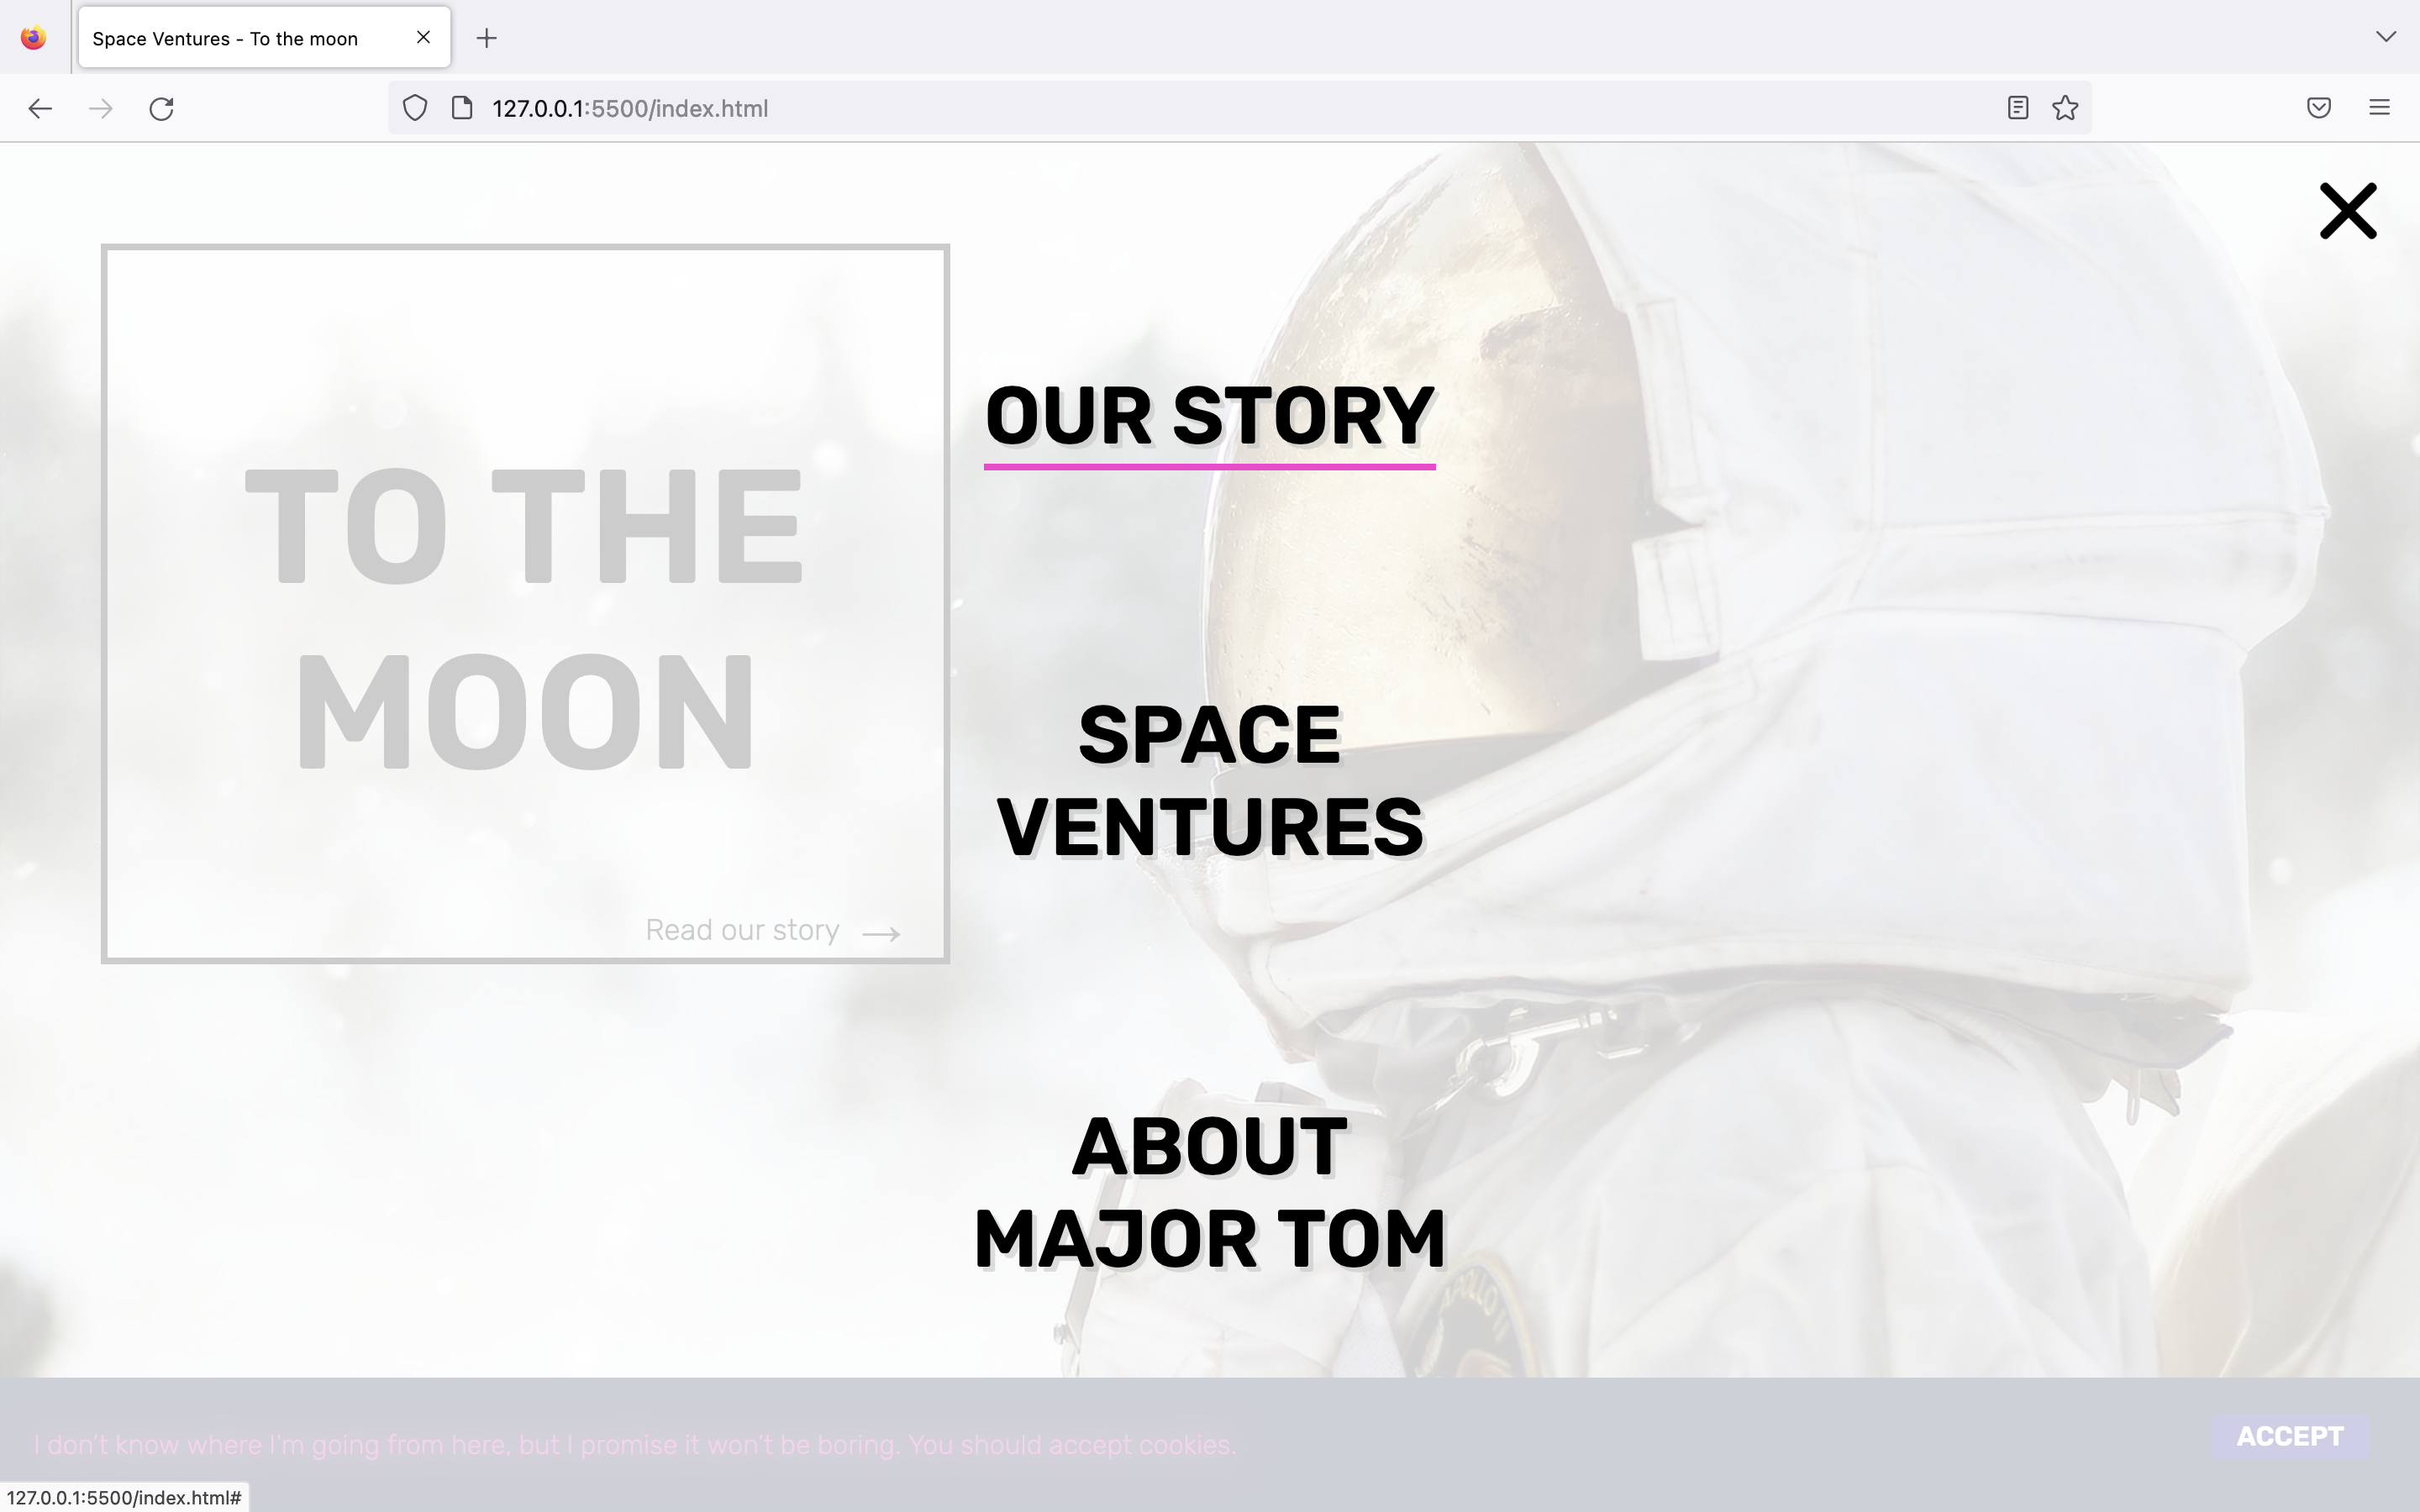 Space Ventures - To the moon
127.0.0.1:5500/index.html
TO THE
MOON
Read our story →
OUR STORY
SPACE
VENTURES
ABOUT
MAJOR TOM
APOLLO
I don't know where I'm going from here, but I promise it won't be boring. You should accept cookies.
ACCEPT
127.0.0.1:5500/index.html#